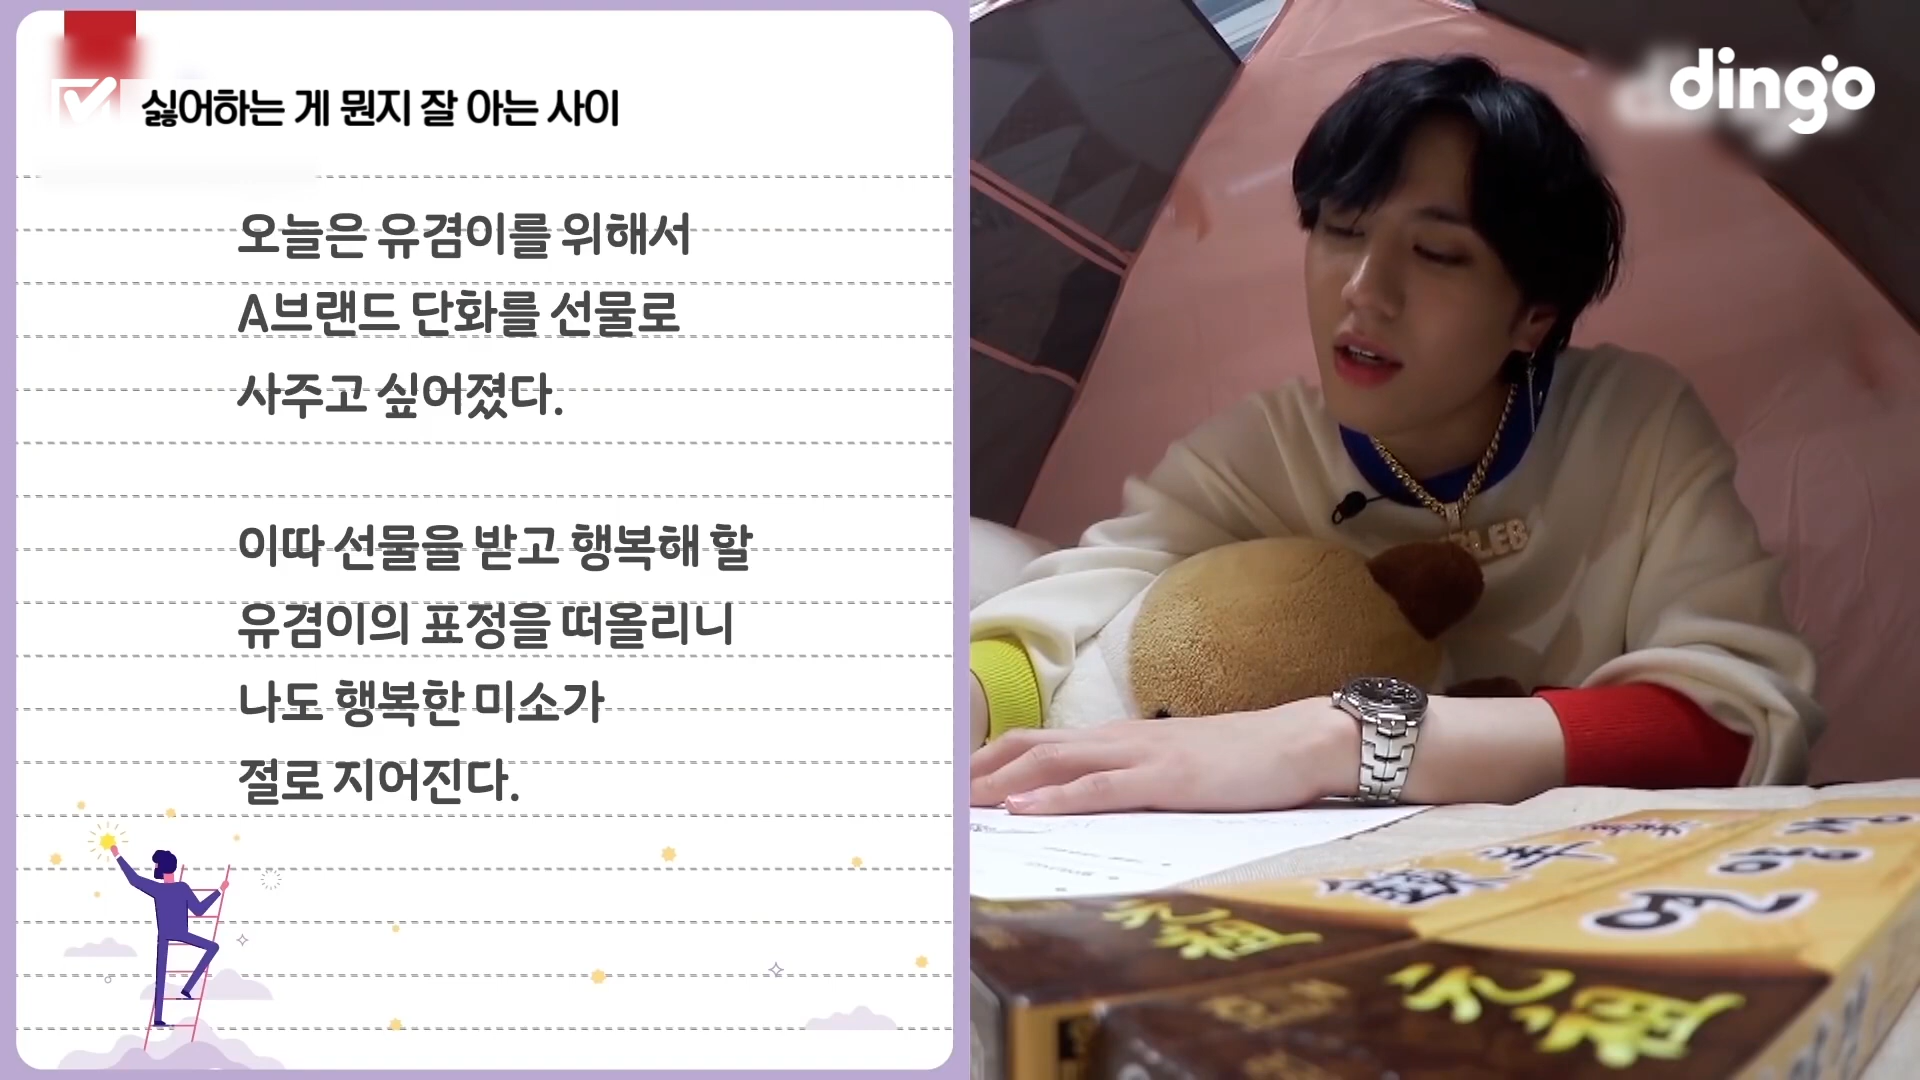 싫어하는 게 뭔지 잘 아는 사이
오늘은 유겸이를 위해서
A브랜드 단화를 선물로
사주고 싶어졌다.
이따 선물을 받고 행복해 할
유겸이의 표정을 떠올리니
나도 행복한 미소가
절로 지어진다.
dingo